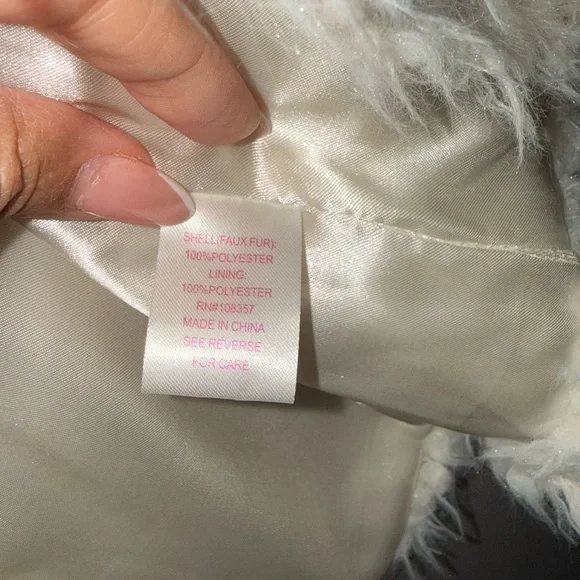 SHELL(FAUX FUR):
100%POLYESTER
LINING:
100%POLYESTER
RN#108357
MADE IN CHINA
SEE REVERSE
FOR CARE